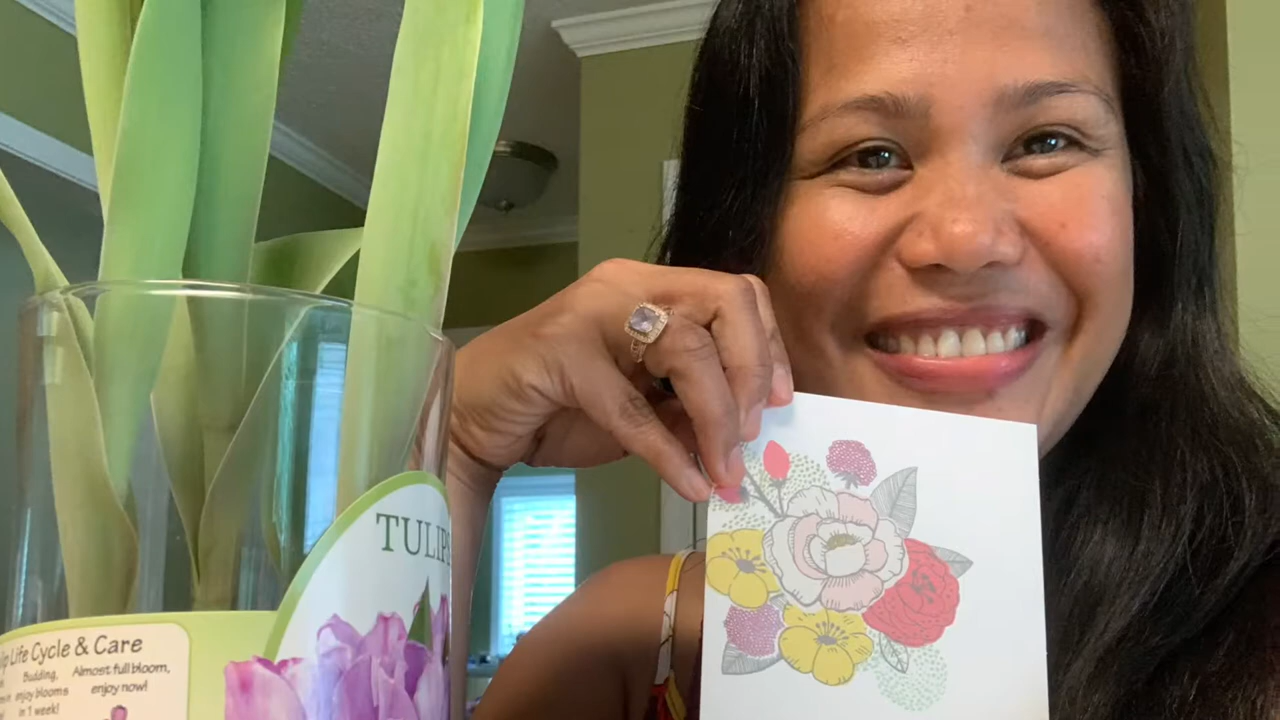 TULIP
Life Cycle & Care
Budding,
enjoy blooms
in 1 week!
Almost full bloom,
enjoy now!